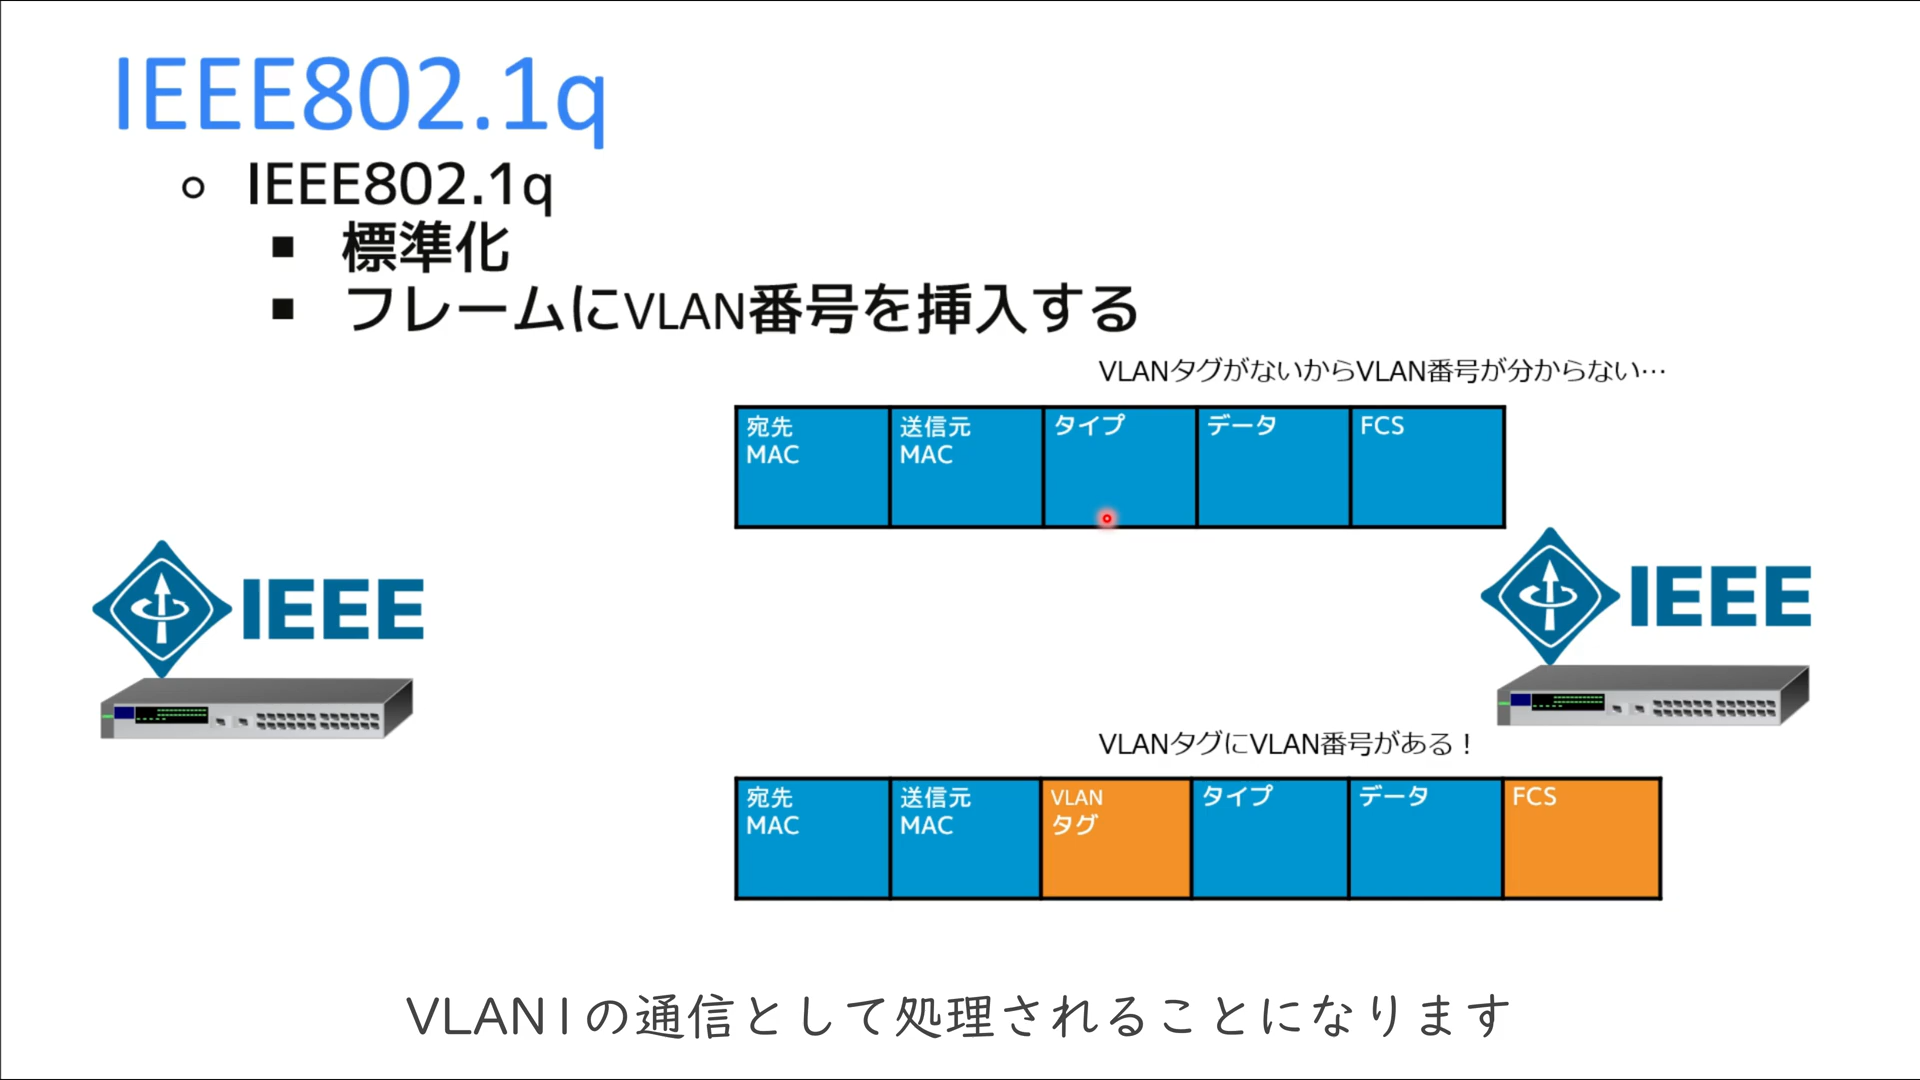 IEEE802.1q
IEEE802.1q
標準化
フレームにVLAN番号を挿入する
VLANタグがないからVLAN番号が分からない…
宛先
MAC
送信元
MAC
タイプ
データ
FCS
IEEE
IEEE
VLANタグにVLAN番号がある！
宛先
MAC
送信元
MAC
VLAN
タグ
タイプ
データ
FCS
VLAN1の通信として処理されることになります